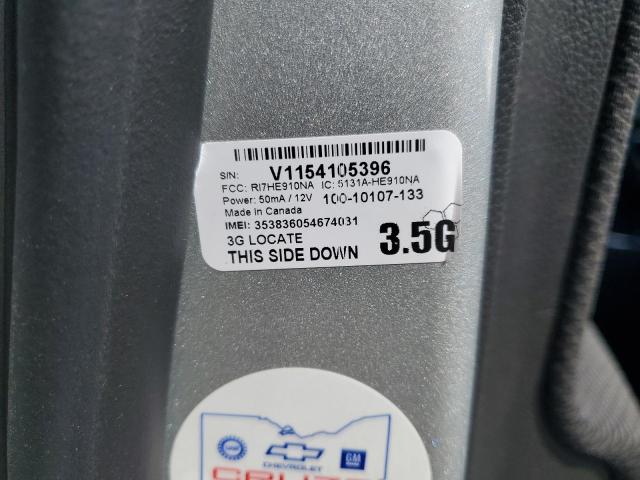 S/N: V1154105396
FCC: RI7HE910NA IC: 5131A-HE910NA
Power: 50mA / 12V 100-10107-133
Made in Canada
IMEI: 353836054674031
3G LOCATE
THIS SIDE DOWN 3.5G
CHEVROLET
GM